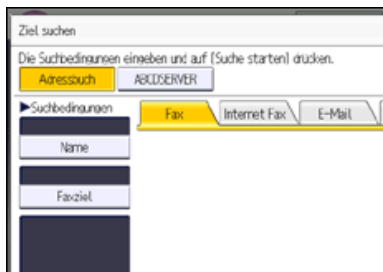 Ziel suchen
Die Suchbedingungen eingeben und auf [Suche starten] drücken.
Adressbuch ABCDSERVER
►Suchbedingungen
Fax Internet Fax E-Mail
Name
Faxziel